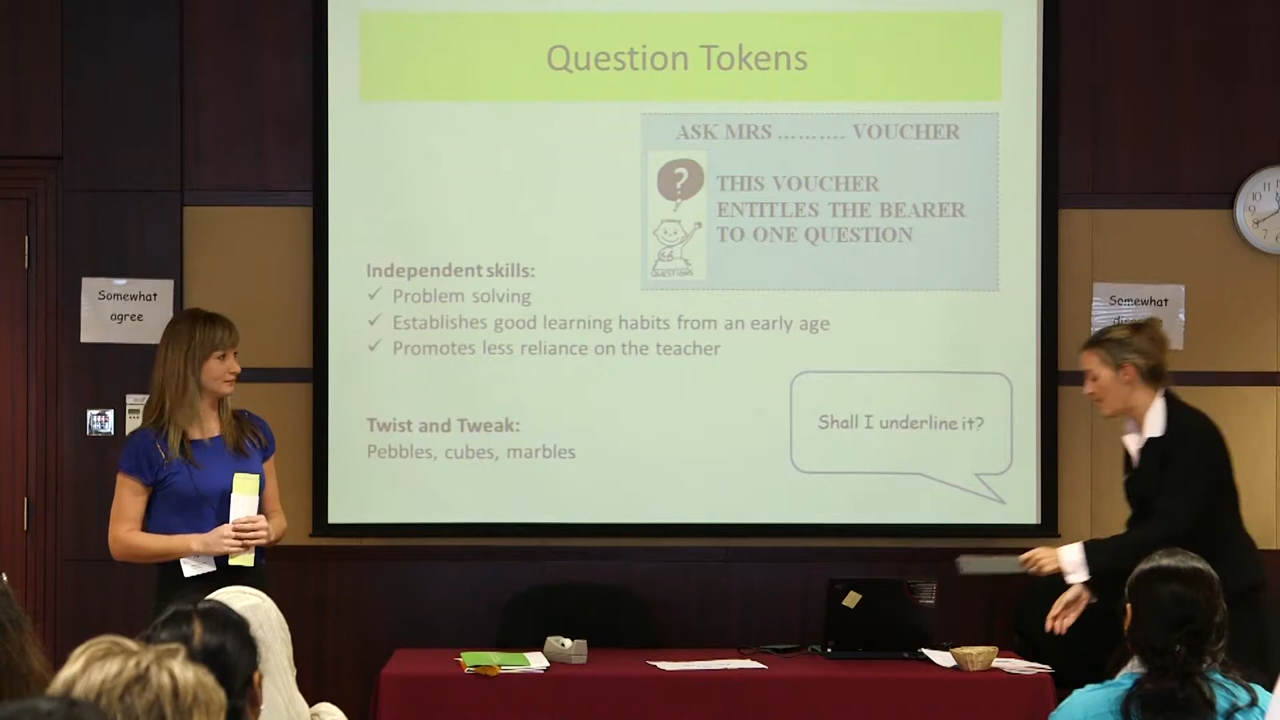 Question Tokens
ASK MRS ………. VOUCHER
?
THIS VOUCHER
ENTITLES THE BEARER
TO ONE QUESTION
QUESTIONS
Independent skills:
✓ Problem solving
✓ Establishes good learning habits from an early age
✓ Promotes less reliance on the teacher
Twist and Tweak:
Pebbles, cubes, marbles
Shall I underline it?
Somewhat
agree
Somewhat